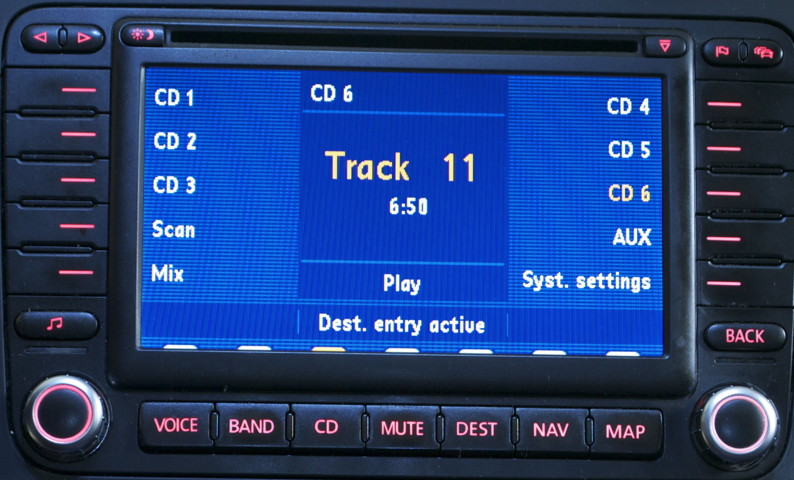 CD 1
CD 2
CD 3
Scan
Mix
CD 6
Track 11
6:50
Play
Dest. entry active
CD 4
CD 5
CD 6
AUX
Syst. settings
BACK
VOICE
BAND
CD
MUTE
DEST
NAV
MAP